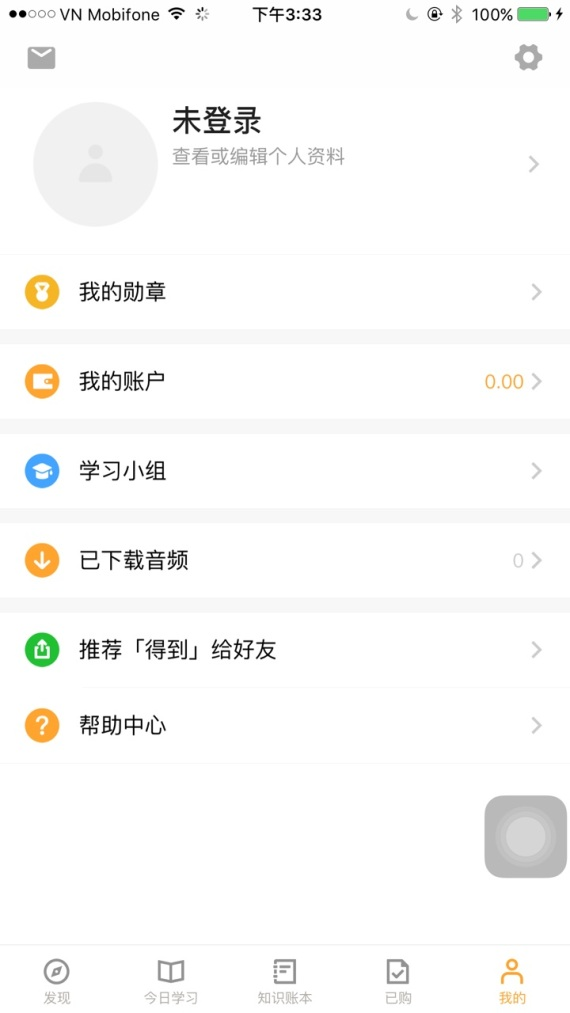 VN Mobifone 下午3:33 100%
未登录
查看或编辑个人资料
我的勋章
我的账户 0.00
学习小组
已下载音频 0
推荐「得到」给好友
帮助中心
发现 今日学习 知识账本 已购 我的